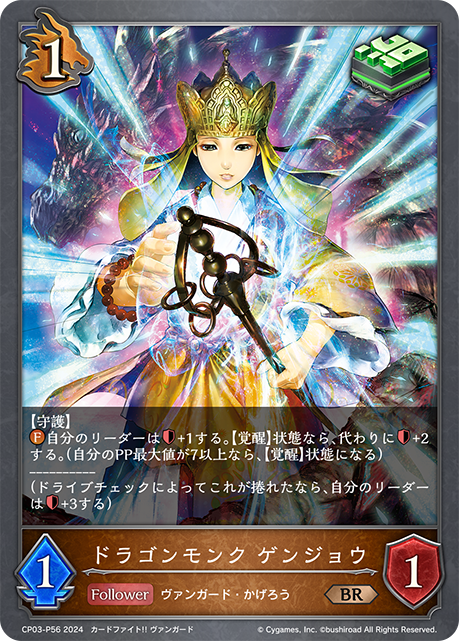 1
【守護】
F 自分のリーダーは+1する。【覚醒】状態なら、代わりに+2
する。(自分のPP最大値が7以上なら、【覚醒】状態になる)
----------
(ドライブチェックによってこれが捲れたなら、自分のリーダー
は+3する)
ドラゴンモンク ゲンジョウ
1
1
Follower ヴァンガード・かげろう BR
CP03-P56 2024 カードファイト!! ヴァンガード © Cygames, Inc. ©bushiroad All Rights Reserved.